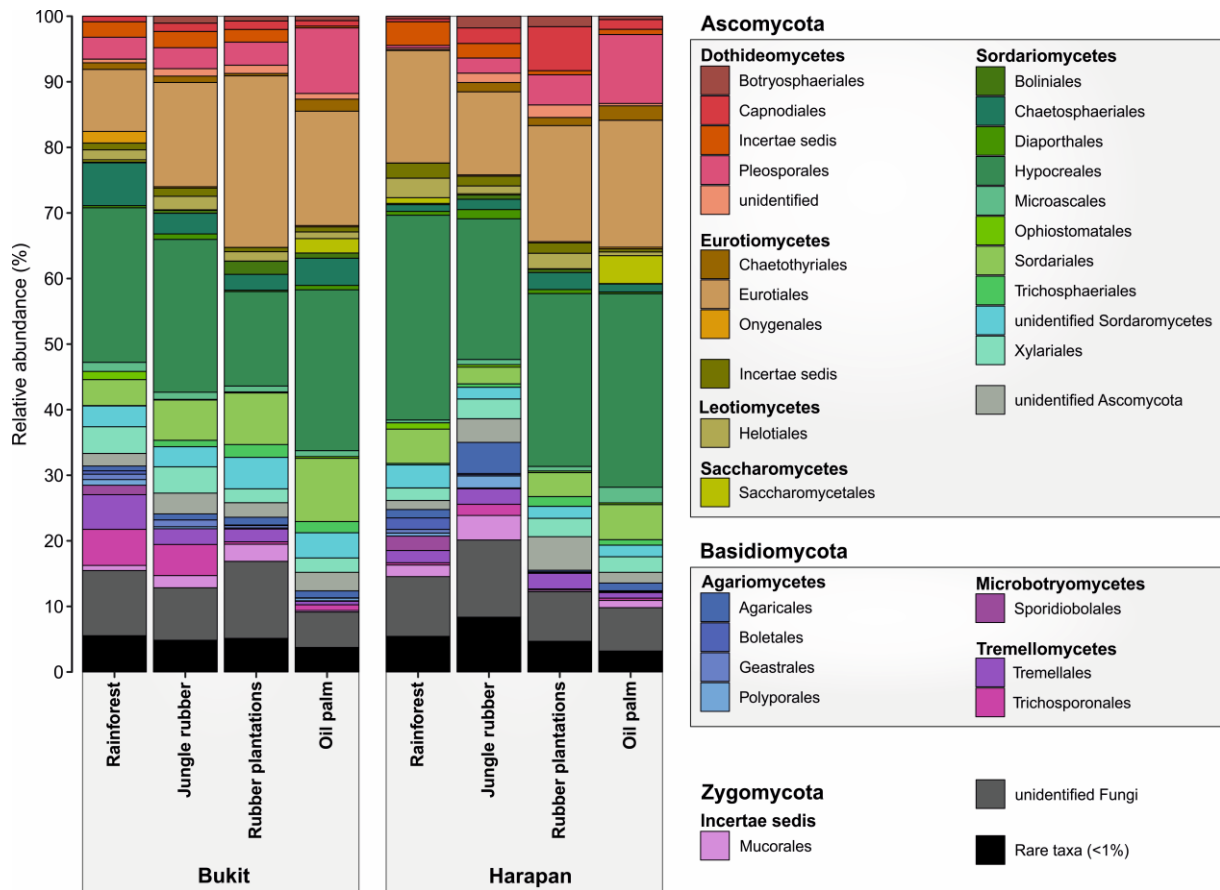 Relative abundance (%)
100
90
80
70
60
50
40
30
20
10
0
Rainforest
Jungle rubber
Rubber plantations
Oil palm
Bukit
Rainforest
Jungle rubber
Rubber plantations
Oil palm
Harapan
Ascomycota
Dothideomycetes
Botryosphaeriales
Capnodiales
Incertae sedis
Pleosporales
unidentified
Eurotiomycetes
Chaetothyriales
Eurotiales
Onygenales
Incertae sedis
Leotiomycetes
Helotiales
Saccharomycetes
Saccharomycetales
Sordariomycetes
Boliniales
Chaetosphaeriales
Diaporthales
Hypocreales
Microascales
Ophiostomatales
Sordariales
Trichosphaeriales
unidentified Sordaromycetes
Xylariales
unidentified Ascomycota
Basidiomycota
Agariomycetes
Agaricales
Boletales
Geastrales
Polyporales
Microbotryomycetes
Sporidiobolales
Tremellomycetes
Tremellales
Trichosporonales
Zygomycota
Incertae sedis
Mucorales
unidentified Fungi
Rare taxa (<1%)